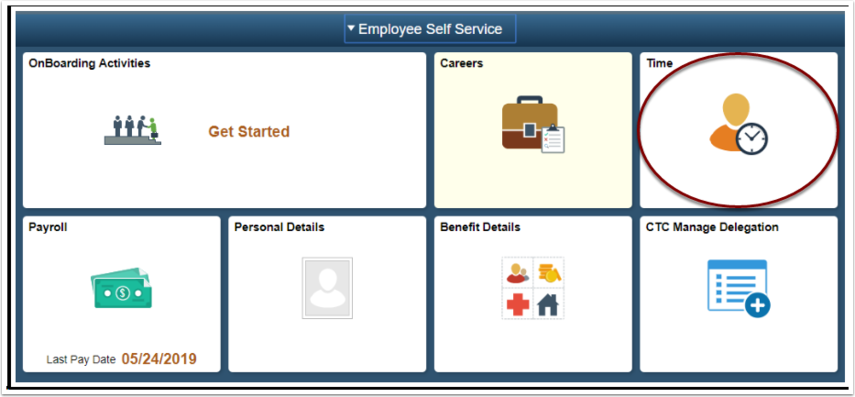 Employee Self Service
OnBoarding Activities
Get Started
Careers
Time
Payroll
$
Last Pay Date 05/24/2019
Personal Details
Benefit Details
CTC Manage Delegation